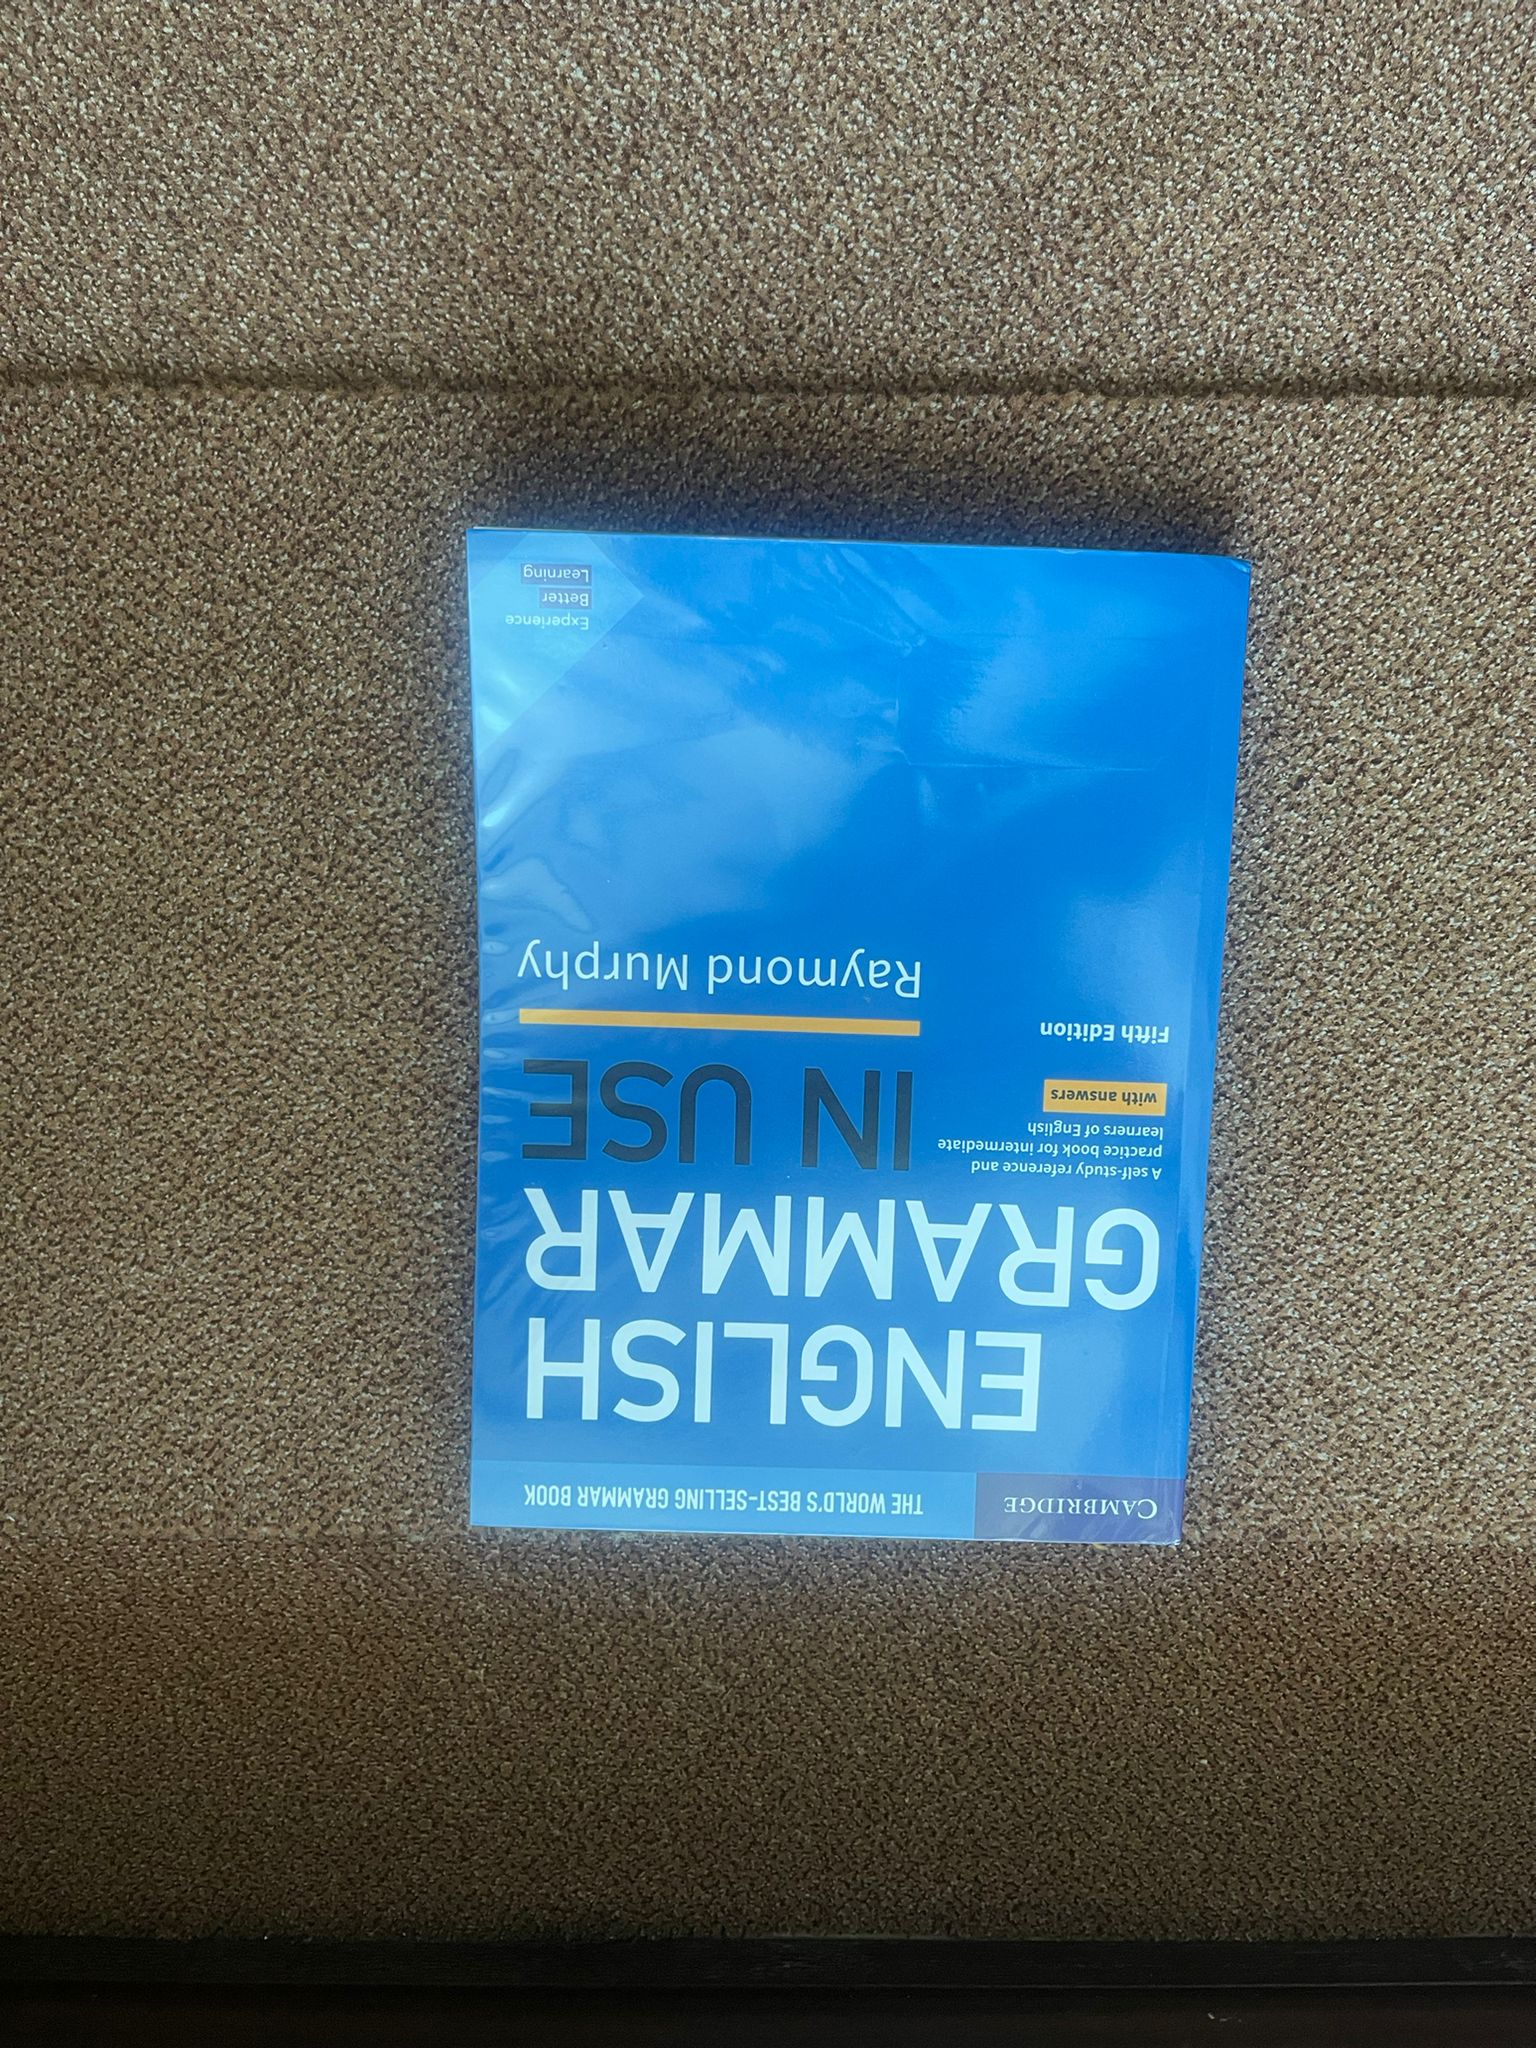 CAMBRIDGE
THE WORLD'S BEST-SELLING GRAMMAR BOOK
ENGLISH
GRAMMAR
IN USE
A self-study reference and
practice book for intermediate
learners of English
with answers
Fifth Edition
Raymond Murphy
Experience
Better
Learning